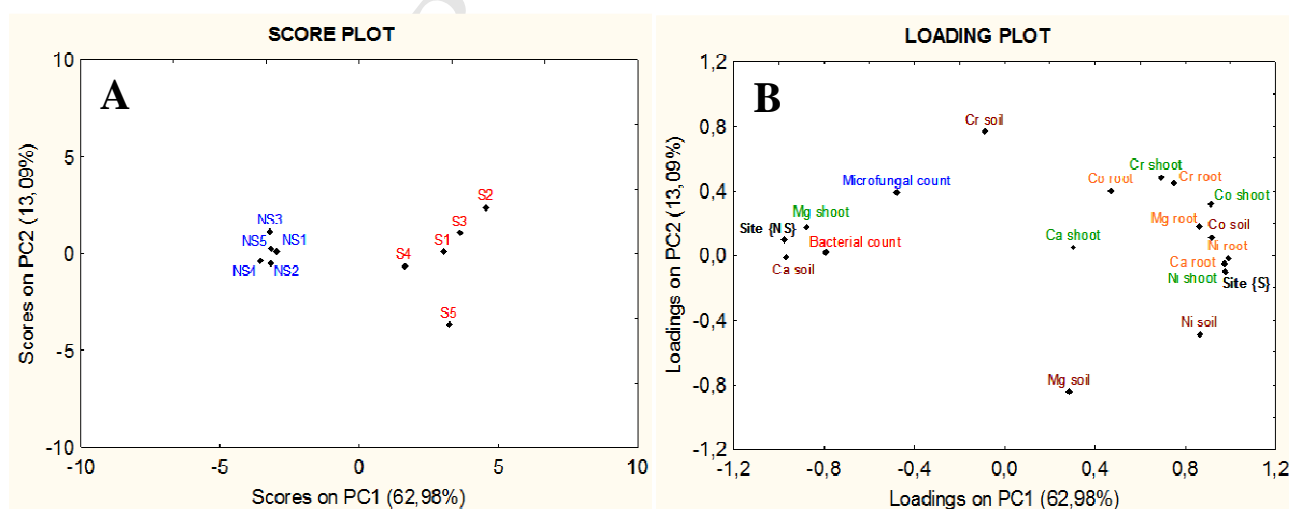 SCORE PLOT
A
10
5
0
-5
-10
-10
-5
0
5
10
Scores on PC2 (13,09%)
Scores on PC1 (62,98%)
NS3
NS5
NS1
NS4
NS2
S2
S3
S1
S4
S5
LOADING PLOT
B
1,2
0,8
0,4
0,0
-0,4
-0,8
-1,2
-1,2
-0,8
-0,4
0,0
0,4
0,8
1,2
Loadings on PC2 (13,09%)
Loadings on PC1 (62,98%)
Cr soil
Microfungal count
Mg shoot
Site {NS}
Bacterial count
Ca soil
Cr shoot
Co root
Cr root
Co shoot
Mg root
Co soil
Ca shoot
Ni root
Ca root
Ni shoot
Site {S}
Ni soil
Mg soil